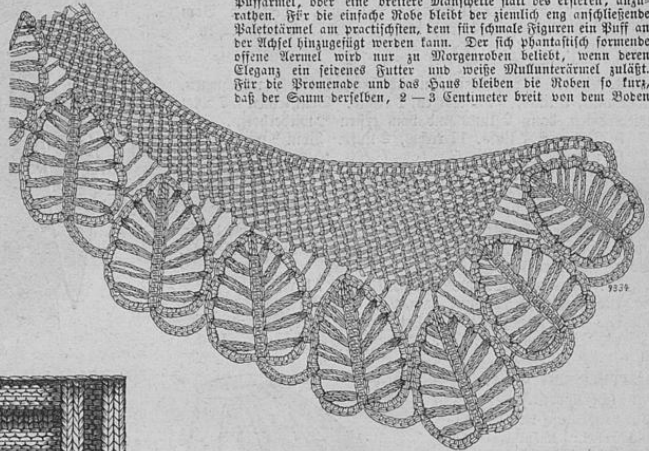 Puffärmel, oder eine breitere Manschette statt des ersteren, anzu-
rathen. Für die einfache Robe bleibt der ziemlich eng anschließende
Paletotärmel am practischsten, dem für schmale Figuren ein Puff an
der Achsel hinzugefügt werden kann. Der sich phantastisch formende
offene Aermel wird nur zu Morgenroben beliebt, wenn deren
Eleganz ein seidenes Futter und weiße Mullunterärmel zuläßt.
Für die Promenade und das Haus bleiben die Roben so kurz,
daß der Saum derselben, 2 — 3 Centimeter breit von dem Boden
9334